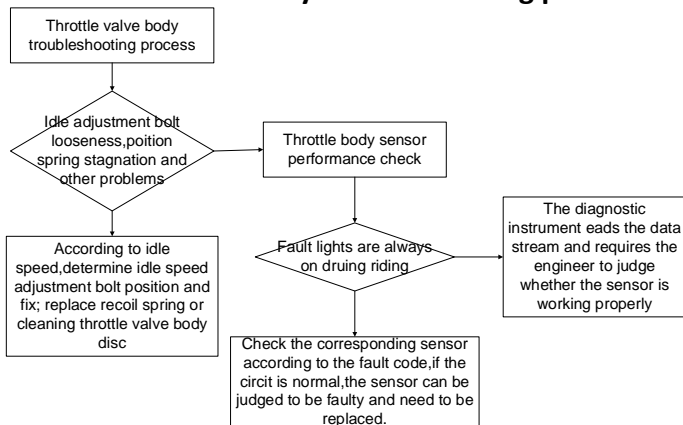 Throttle valve body
troubleshooting process
Idle adjustment bolt
looseness,poition
spring stagnation and
other problems
Throttle body sensor
performance check
According to idle
speed,determine idle speed
adjustment bolt position and
fix; replace recoil spring or
cleaning throttle valve body
disc
Fault lights are always
on druing riding
The diagnostic
instrument eads the data
stream and requires the
engineer to judge
whether the sensor is
working properly
Check the corresponding sensor
according to the fault code,if the
circit is normal,the sensor can be
judged to be faulty and need to be
replaced.